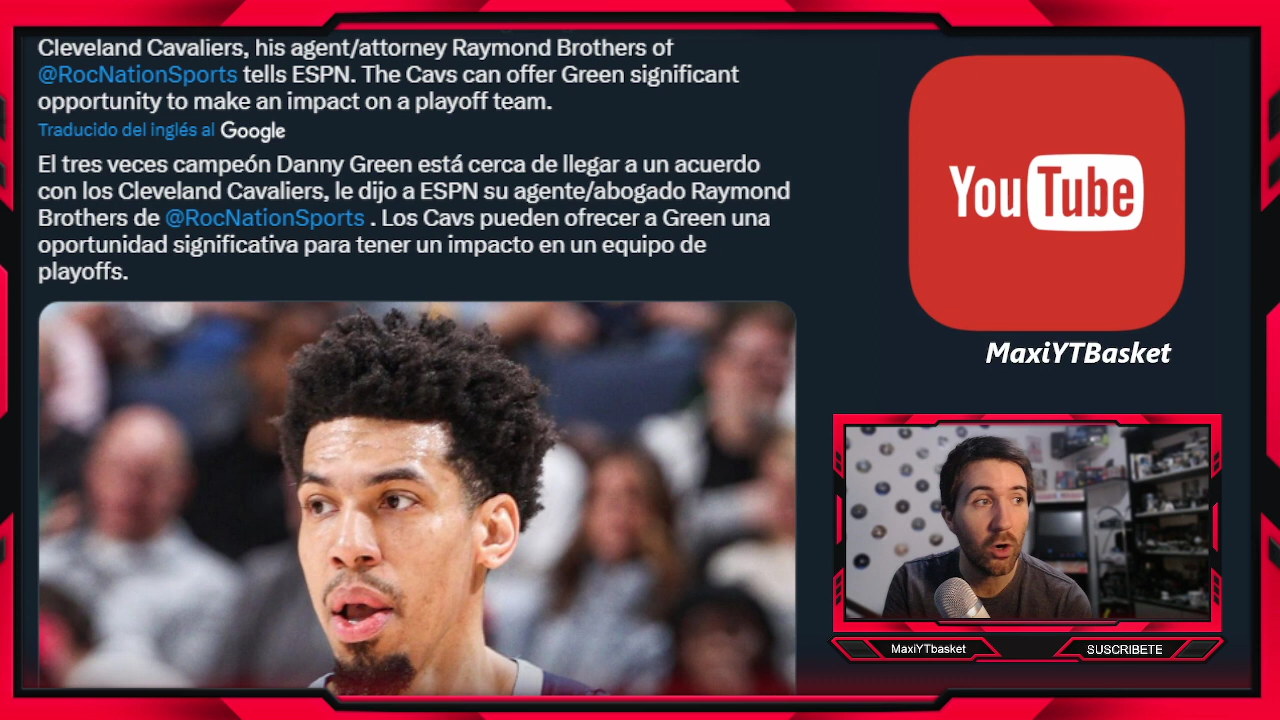 Cleveland Cavaliers, his agent/attorney Raymond Brothers of
@RocNationSports tells ESPN. The Cavs can offer Green significant
opportunity to make an impact on a playoff team.
Traducido del inglés al Google
El tres veces campeón Danny Green está cerca de llegar a un acuerdo
con los Cleveland Cavaliers, le dijo a ESPN su agente/abogado Raymond
Brothers de @RocNationSports . Los Cavs pueden ofrecer a Green una
oportunidad significativa para tener un impacto en un equipo de
playoffs.
YouTube
MaxiYTBasket
MaxiYTbasket
SUSCRIBETE